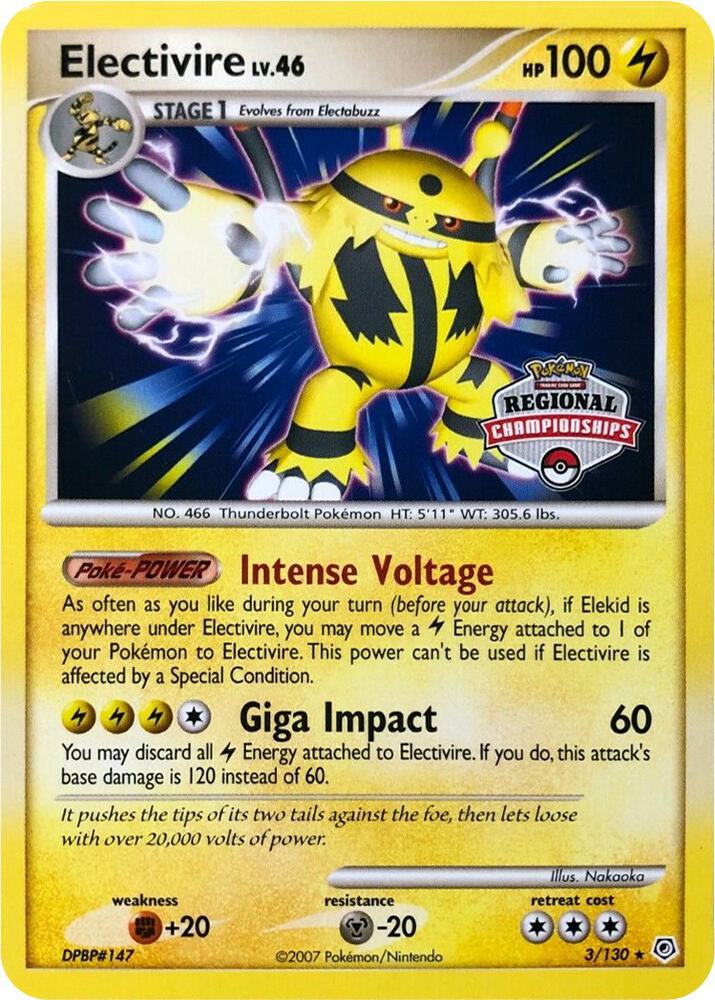 Electivire LV.46 HP 100
STAGE 1 Evolves from Electabuzz
Pokémon
TRADING CARD GAME
REGIONAL
CHAMPIONSHIPS
NO. 466 Thunderbolt Pokémon HT: 5'11" WT: 305.6 lbs.
Poké-POWER Intense Voltage
As often as you like during your turn (before your attack), if Elekid is
anywhere under Electivire, you may move a Energy attached to 1 of
your Pokémon to Electivire. This power can't be used if Electivire is
affected by a Special Condition.
Giga Impact 60
You may discard all Energy attached to Electivire. If you do, this attack's
base damage is 120 instead of 60.
It pushes the tips of its two tails against the foe, then lets loose
with over 20,000 volts of power.
Illus. Nakaoka
weakness resistance retreat cost
+20 -20
DPBP#147 ©2007 Pokémon/Nintendo 3/130 ★